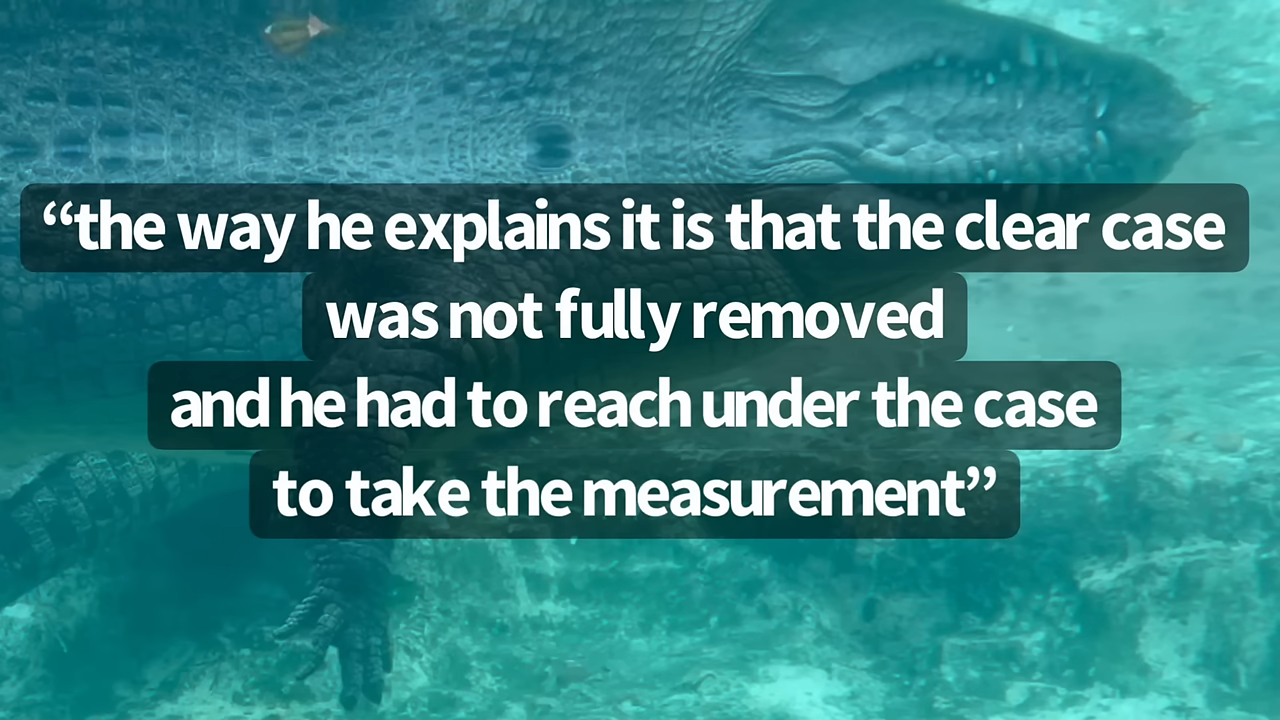 “the way he explains it is that the clear case
was not fully removed
and he had to reach under the case
to take the measurement”